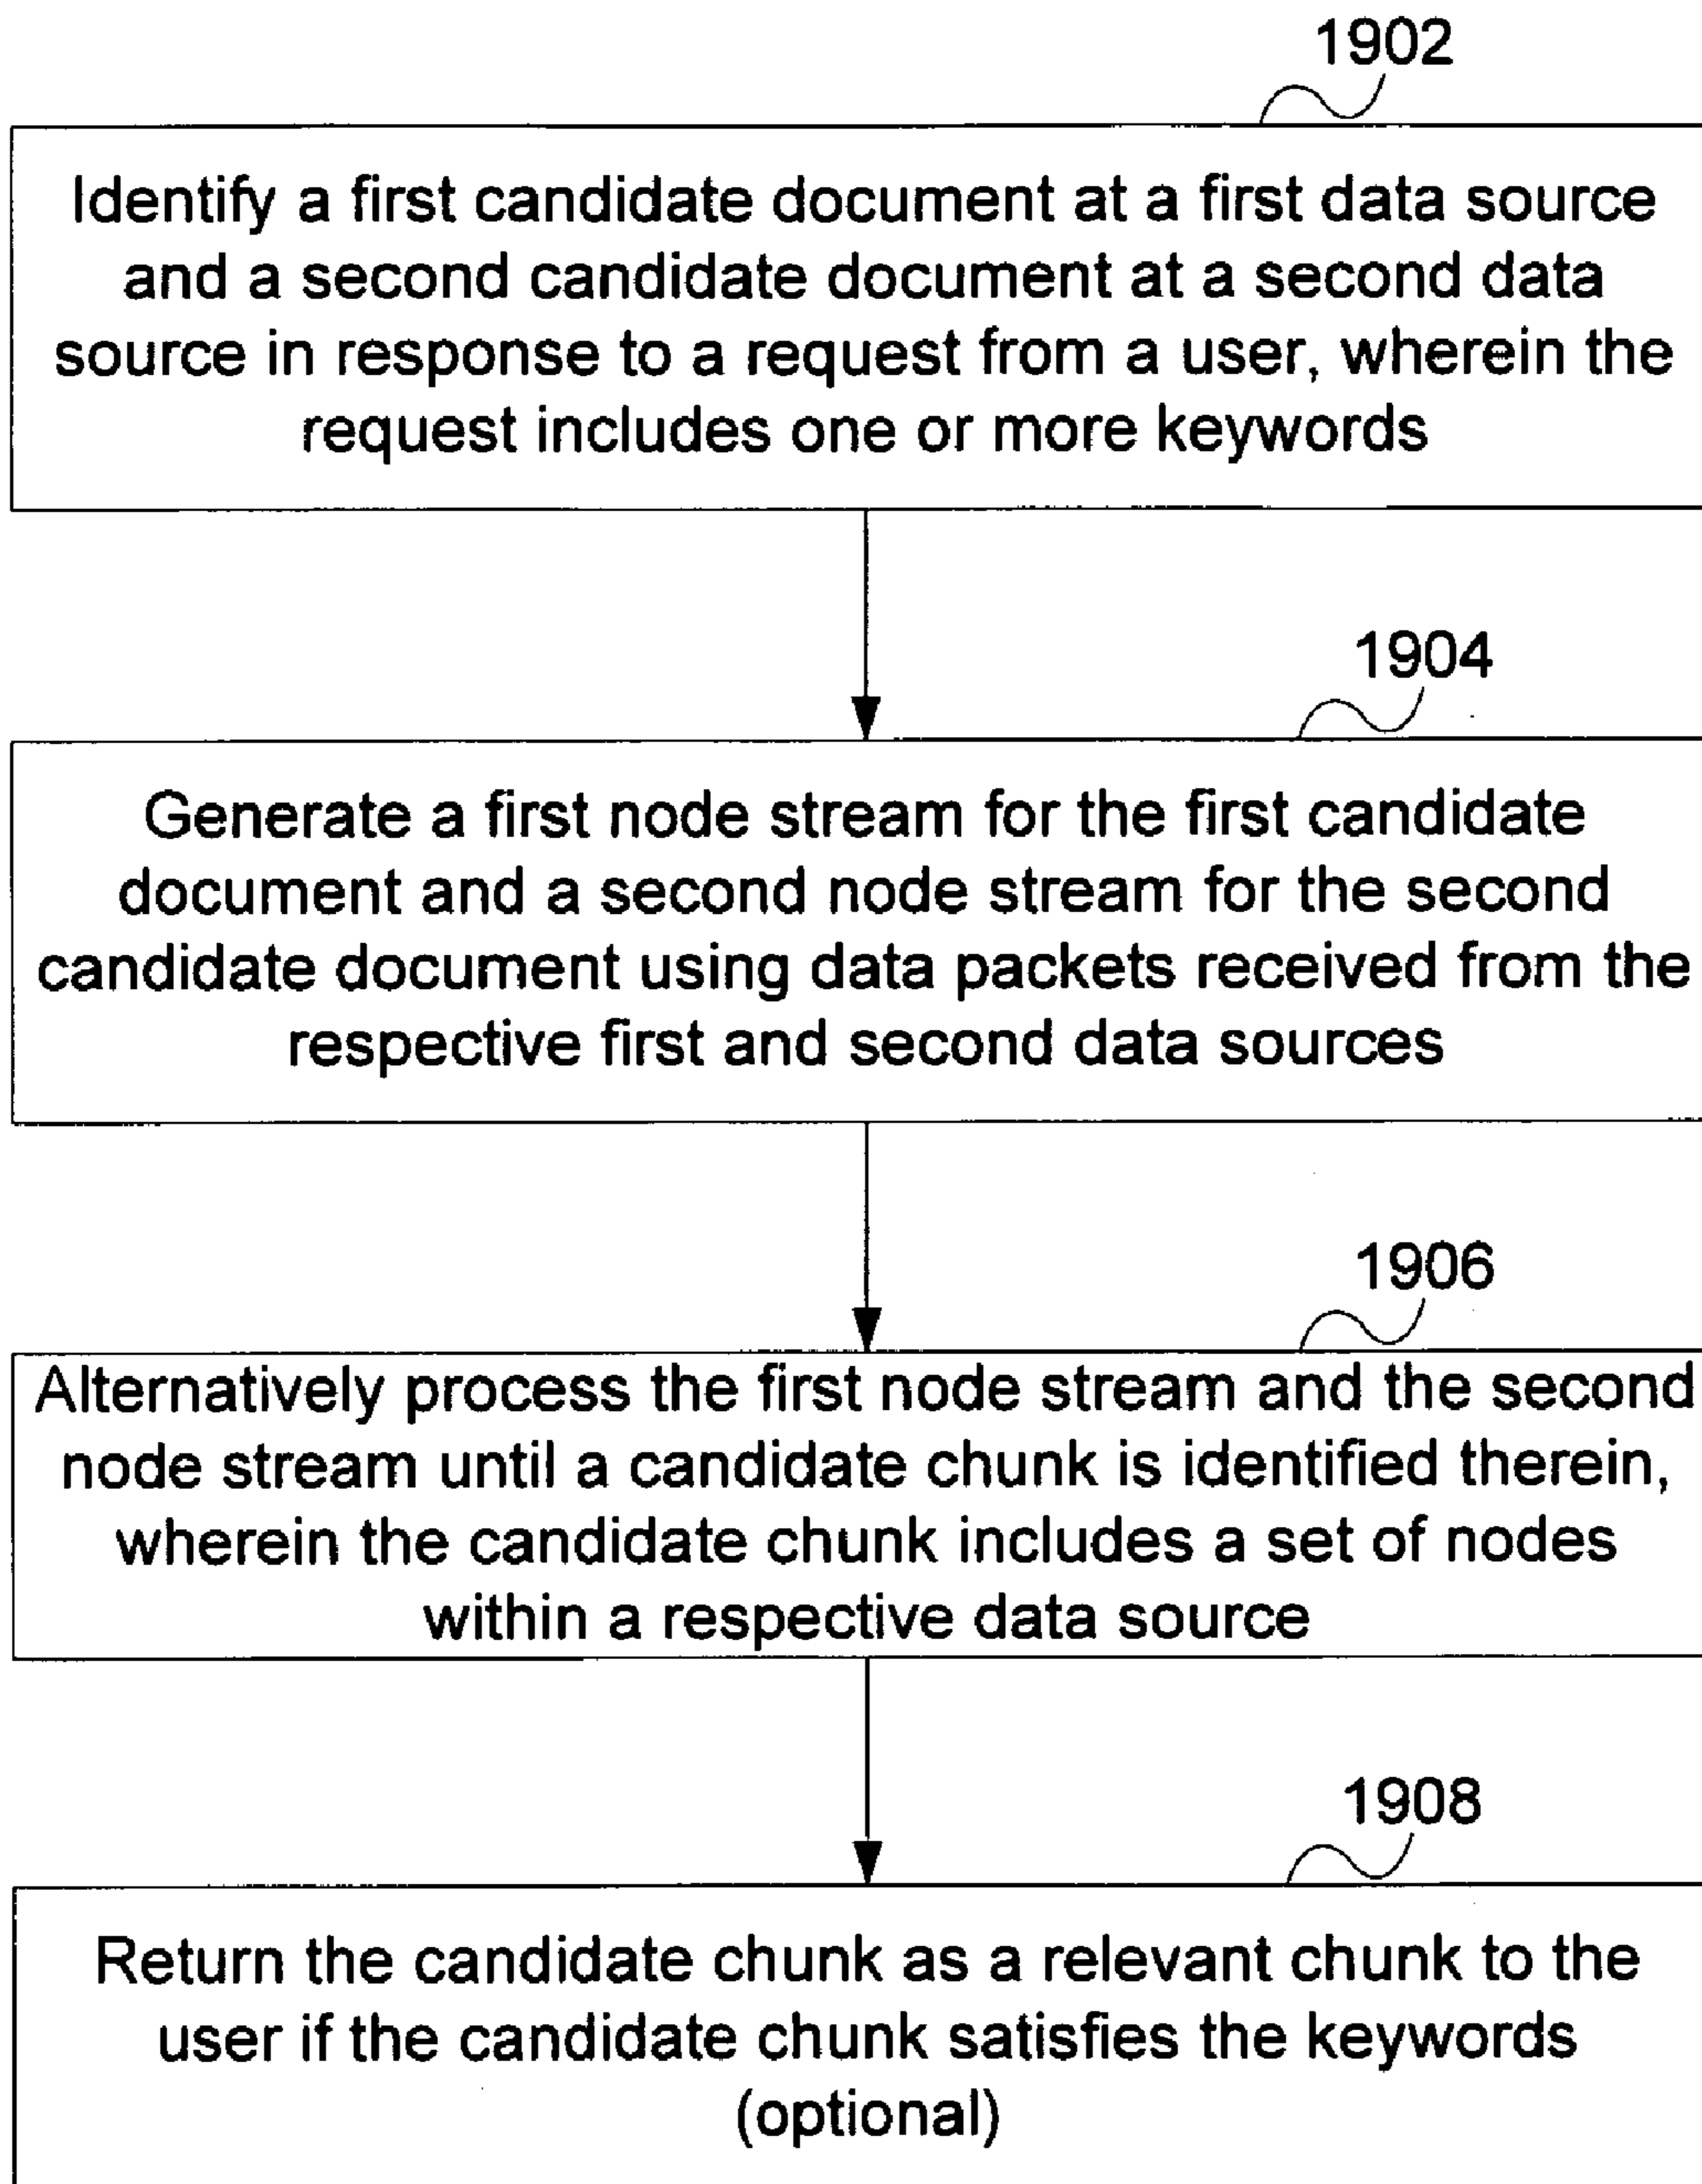 1902
Identify a first candidate document at a first data source
and a second candidate document at a second data
source in response to a request from a user, wherein the
request includes one or more keywords
1904
Generate a first node stream for the first candidate
document and a second node stream for the second
candidate document using data packets received from the
respective first and second data sources
1906
Alternatively process the first node stream and the second
node stream until a candidate chunk is identified therein,
wherein the candidate chunk includes a set of nodes
within a respective data source
1908
Return the candidate chunk as a relevant chunk to the
user if the candidate chunk satisfies the keywords
(optional)